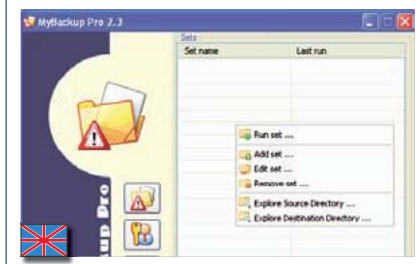 MyBackup Pro 2.3
Sets
Set name Last run
Run set ...
Add set ...
Edit set ...
Remove set ...
Explore Source Directory ...
Explore Destination Directory ...
up Pro